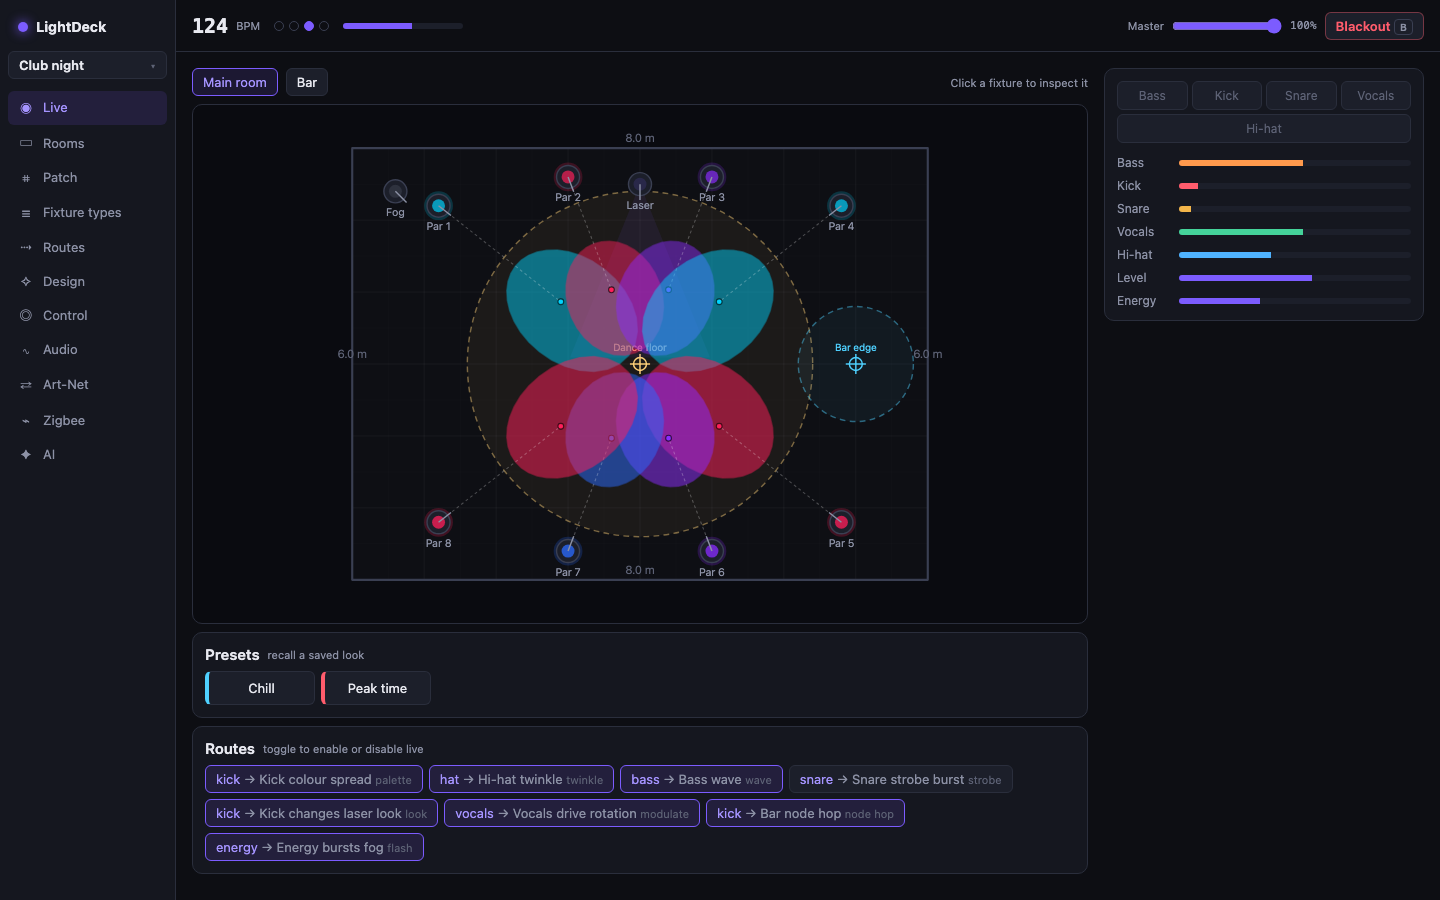 LightDeck
Club night
Live
Rooms
Patch
Fixture types
Routes
Design
Control
Audio
Art-Net
Zigbee
AI
124 BPM
Master 100% Blackout B
Main room Bar Click a fixture to inspect it
8.0 m
Par 2 Laser Par 3
Fog Par 1 Par 4
6.0 m Dance floor Bar edge 6.0 m
Par 8 Par 5
Par 7 8.0 m Par 6
Presets recall a saved look
Chill Peak time
Routes toggle to enable or disable live
kick → Kick colour spread palette hat → Hi-hat twinkle twinkle bass → Bass wave wave snare → Snare strobe burst strobe
kick → Kick changes laser look look vocals → Vocals drive rotation modulate kick → Bar node hop node hop
energy → Energy bursts fog flash
Bass Kick Snare Vocals
Hi-hat
Bass
Kick
Snare
Vocals
Hi-hat
Level
Energy